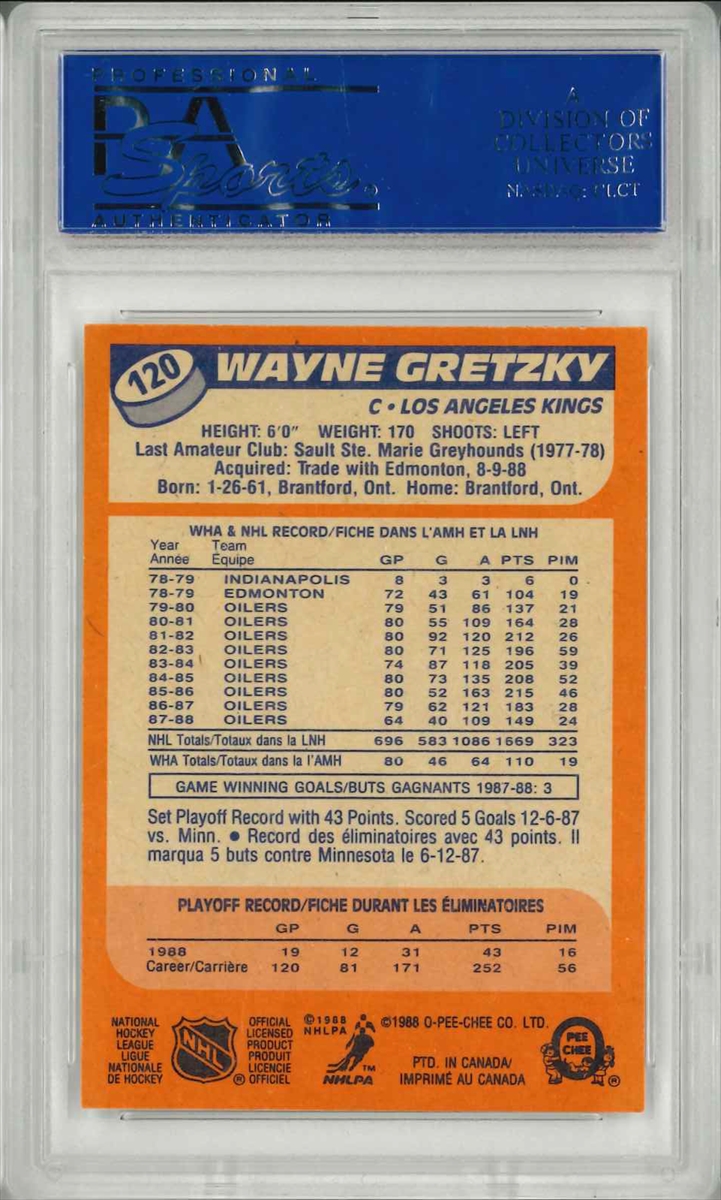 PROFESSIONAL
PSA
Sports®
AUTHENTICATOR
A
DIVISION OF
COLLECTORS
UNIVERSE
NASDAQ: CLCT
120 WAYNE GRETZKY
C • LOS ANGELES KINGS
HEIGHT: 6'0" WEIGHT: 170 SHOOTS: LEFT
Last Amateur Club: Sault Ste. Marie Greyhounds (1977-78)
Acquired: Trade with Edmonton, 8-9-88
Born: 1-26-61, Brantford, Ont. Home: Brantford, Ont.
WHA & NHL RECORD/FICHE DANS L'AMH ET LA LNH
Year Team
Année Équipe GP G A PTS PIM
78-79 INDIANAPOLIS 8 3 3 6 0
78-79 EDMONTON 72 43 61 104 19
79-80 OILERS 79 51 86 137 21
80-81 OILERS 80 55 109 164 28
81-82 OILERS 80 92 120 212 26
82-83 OILERS 80 71 125 196 59
83-84 OILERS 74 87 118 205 39
84-85 OILERS 80 73 135 208 52
85-86 OILERS 80 52 163 215 46
86-87 OILERS 79 62 121 183 28
87-88 OILERS 64 40 109 149 24
NHL Totals/Totaux dans la LNH 696 583 1086 1669 323
WHA Totals/Totaux dans la l'AMH 80 46 64 110 19
GAME WINNING GOALS/BUTS GAGNANTS 1987-88: 3
Set Playoff Record with 43 Points. Scored 5 Goals 12-6-87
vs. Minn. • Record des éliminatoires avec 43 points. Il
marqua 5 buts contre Minnesota le 6-12-87.
PLAYOFF RECORD/FICHE DURANT LES ÉLIMINATOIRES
GP G A PTS PIM
1988 19 12 31 43 16
Career/Carrière 120 81 171 252 56
NATIONAL
HOCKEY
LEAGUE
LIGUE
NATIONALE
DE HOCKEY
NHL
®
OFFICIAL
LICENSED
PRODUCT
PRODUIT
LICENCIE
OFFICIEL
©1988
NHLPA
™
NHLPA
©1988 O-PEE-CHEE CO. LTD.
PTD. IN CANADA/
IMPRIMÉ AU CANADA
O
PEE
CHEE
®